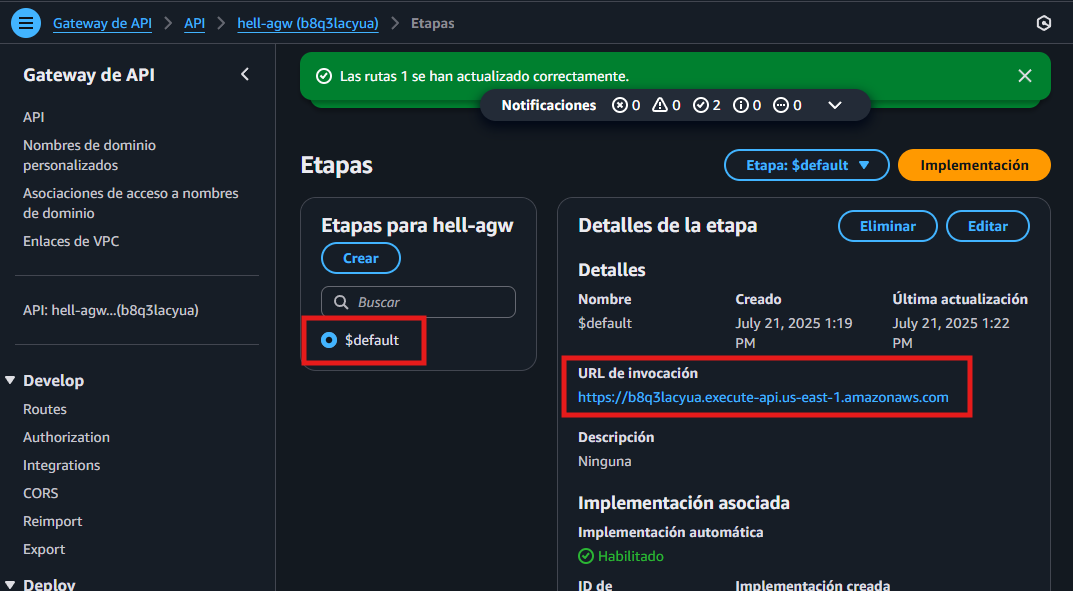 Gateway de API > API > hell-agw (b8q3lacyua) > Etapas
Gateway de API
API
Nombres de dominio
personalizados
Asociaciones de acceso a nombres
de dominio
Enlaces de VPC
API: hell-agw...(b8q3lacyua)
Develop
Routes
Authorization
Integrations
CORS
Reimport
Export
Deploy
Las rutas 1 se han actualizado correctamente.
Notificaciones 0 0 2 0 0
Etapas
Etapa: $default
Implementación
Etapas para hell-agw
Crear
Buscar
$default
Detalles de la etapa
Eliminar
Editar
Detalles
Nombre
$default
Creado
July 21, 2025 1:19
PM
Última actualización
July 21, 2025 1:22
PM
URL de invocación
https://b8q3lacyua.execute-api.us-east-1.amazonaws.com
Descripción
Ninguna
Implementación asociada
Implementación automática
Habilitado
ID de
Implementación creada